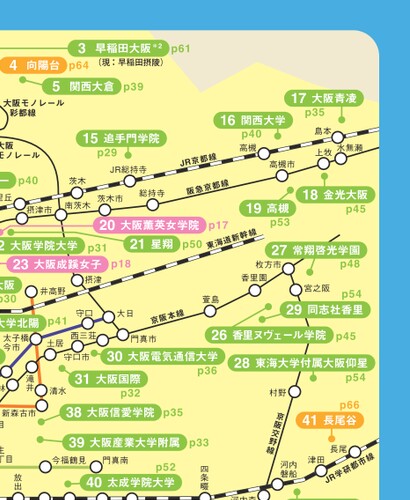 3 早稲田大阪※2 p61
(現：早稲田摂陵)
4 向陽台 p64
5 関西大倉 p39
大阪モノレール
彩都線
17 大阪青凌
p35
16 関西大学
p40
15 追手門学院
p29
島本
高槻
JR京都線
JR総持寺
上牧
水無瀬
大阪モノレール
茨木
高槻市
p40
阪急京都線
総持寺
茨木市
摂津市
南茨木
18 金光大阪
p45
19 高槻
p53
20 大阪薫英女学院 p17
21 星翔 p50
大阪学院大学 p31
東海道新幹線
27 常翔啓光学園
p48
23 大阪成蹊女子 p18
枚方市
摂津
香里園
宮之阪
p30
井高野
p54
萱島
29 同志社香里
大学北陽 p41
守口
大日
京阪本線
太子橋
今市
西三荘
門真市
26 香里ヌヴェール学院 p45
土居
守口市
30 大阪電気通信大学
p36
28 東海大学付属大阪仰星
p54
滝井
31 大阪国際
p32
清水
村野
新森古市
38 大阪信愛学院 p35
京阪交野線
p66
41 長尾谷
39 大阪産業大学附属 p33
長尾
今福鶴見
門真南
p52
津田
河内磐船
JR学研都市線
40 太成学院大学
放出
四条畷